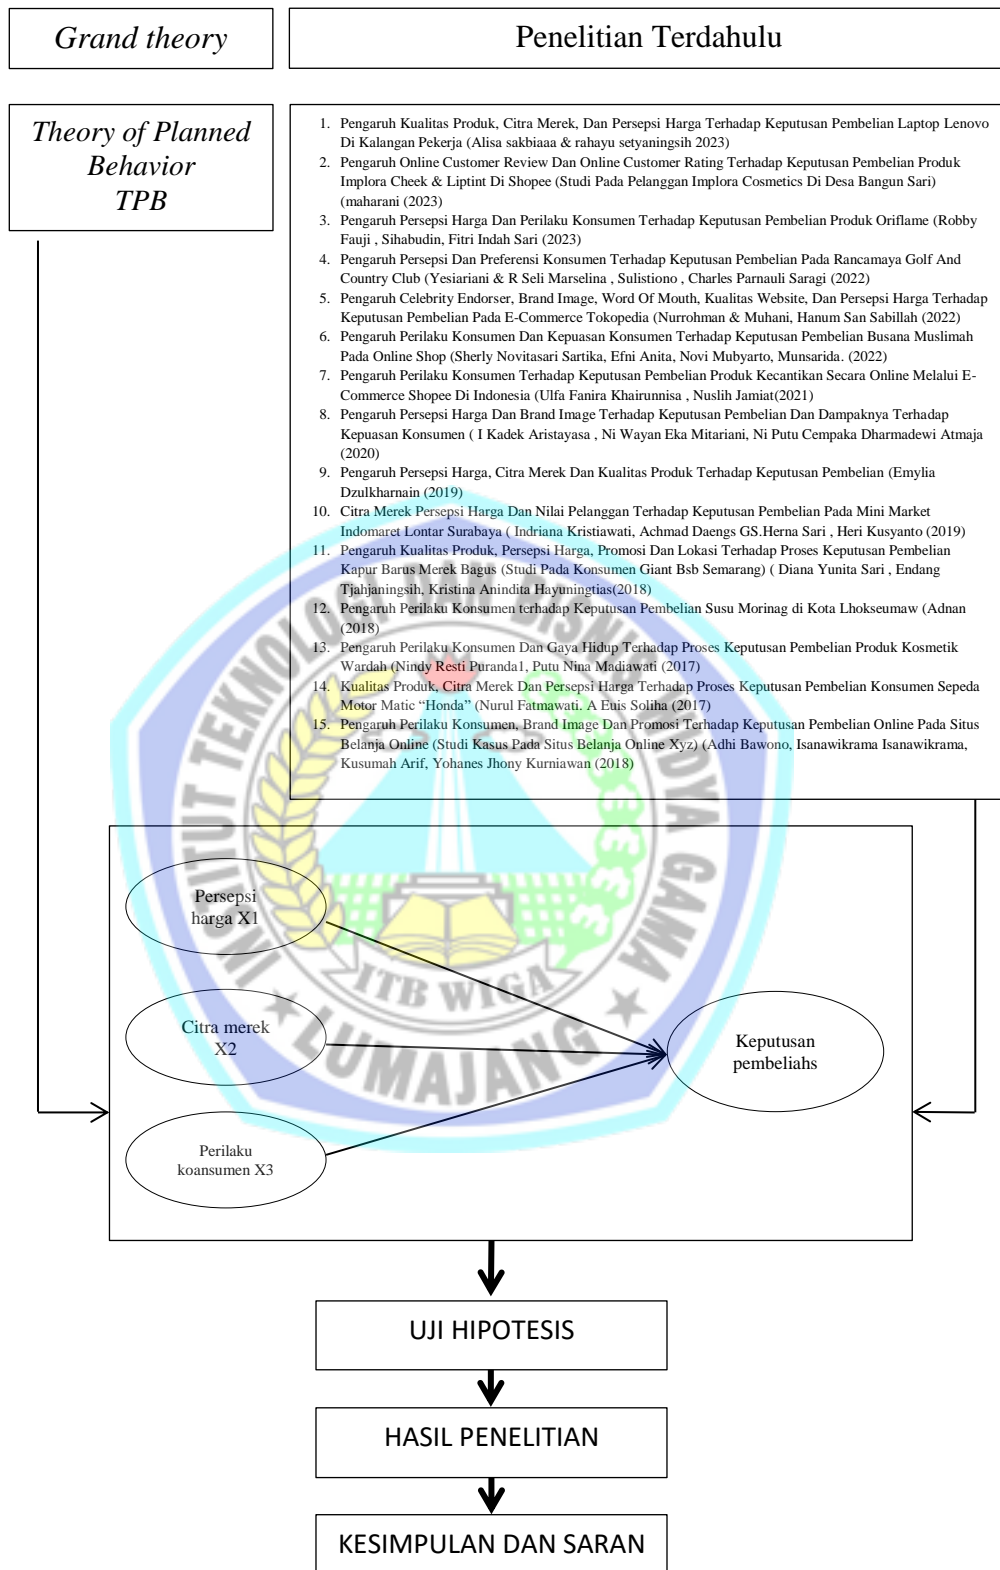 Grand theory
Penelitian Terdahulu
Theory of Planned
Behavior
TPB
1. Pengaruh Kualitas Produk, Citra Merek, Dan Persepsi Harga Terhadap Keputusan Pembelian Laptop Lenovo
Di Kalangan Pekerja (Alisa sakbiaaa & rahayu setyaningsih 2023)
2. Pengaruh Online Customer Review Dan Online Customer Rating Terhadap Keputusan Pembelian Produk
Implora Cheek & Liptint Di Shopee (Studi Pada Pelanggan Implora Cosmetics Di Desa Bangun Sari)
(maharani (2023)
3. Pengaruh Persepsi Harga Dan Perilaku Konsumen Terhadap Keputusan Pembelian Produk Oriflame (Robby
Fauji , Sihabudin, Fitri Indah Sari (2023)
4. Pengaruh Persepsi Dan Preferensi Konsumen Terhadap Keputusan Pembelian Pada Rancamaya Golf And
Country Club (Yesiariani & R Seli Marselina , Sulistiono , Charles Parnauli Saragi (2022)
5. Pengaruh Celebrity Endorser, Brand Image, Word Of Mouth, Kualitas Website, Dan Persepsi Harga Terhadap
Keputusan Pembelian Pada E-Commerce Tokopedia (Nurrohman & Muhani, Hanum San Sabillah (2022)
6. Pengaruh Perilaku Konsumen Dan Kepuasan Konsumen Terhadap Keputusan Pembelian Busana Muslimah
Pada Online Shop (Sherly Novitasari Sartika, Efni Anita, Novi Mubyarto, Munsarida. (2022)
7. Pengaruh Perilaku Konsumen Terhadap Keputusan Pembelian Produk Kecantikan Secara Online Melalui E-
Commerce Shopee Di Indonesia (Ulfa Fanira Khairunnisa , Nuslih Jamiat(2021)
8. Pengaruh Persepsi Harga Dan Brand Image Terhadap Keputusan Pembelian Dan Dampaknya Terhadap
Kepuasan Konsumen ( I Kadek Aristayasa , Ni Wayan Eka Mitariani, Ni Putu Cempaka Dharmadewi Atmaja
(2020)
9. Pengaruh Persepsi Harga, Citra Merek Dan Kualitas Produk Terhadap Keputusan Pembelian (Emylia
Dzulkharnain (2019)
10. Citra Merek Persepsi Harga Dan Nilai Pelanggan Terhadap Keputusan Pembelian Pada Mini Market
Indomaret Lontar Surabaya ( Indriana Kristiawati, Achmad Daengs GS.Herna Sari , Heri Kusyanto (2019)
11. Pengaruh Kualitas Produk, Persepsi Harga, Promosi Dan Lokasi Terhadap Proses Keputusan Pembelian
Kapur Barus Merek Bagus (Studi Pada Konsumen Giant Bsb Semarang) ( Diana Yunita Sari , Endang
Tjahjaningsih, Kristina Anindita Hayuningtias(2018)
12. Pengaruh Perilaku Konsumen terhadap Keputusan Pembelian Susu Morinag di Kota Lhokseumaw (Adnan
(2018)
13. Pengaruh Perilaku Konsumen Dan Gaya Hidup Terhadap Proses Keputusan Pembelian Produk Kosmetik
Wardah (Nindy Resti Puranda1, Putu Nina Madiawati (2017)
14. Kualitas Produk, Citra Merek Dan Persepsi Harga Terhadap Proses Keputusan Pembelian Konsumen Sepeda
Motor Matic “Honda” (Nurul Fatmawati. A Euis Soliha (2017)
15. Pengaruh Perilaku Konsumen, Brand Image Dan Promosi Terhadap Keputusan Pembelian Online Pada Situs
Belanja Online (Studi Kasus Pada Situs Belanja Online Xyz) (Adhi Bawono, Isanawikrama Isanawikrama,
Kusumah Arif, Yohanes Jhony Kurniawan (2018)
INSTITUT TEKNOLOGI DAN BISNIS WIDYA GAMA
ITB WIGA
LUMAJANG
Persepsi
harga X1
Citra merek
X2
Perilaku
koansumen X3
Keputusan
pembeliahs
UJI HIPOTESIS
HASIL PENELITIAN
KESIMPULAN DAN SARAN